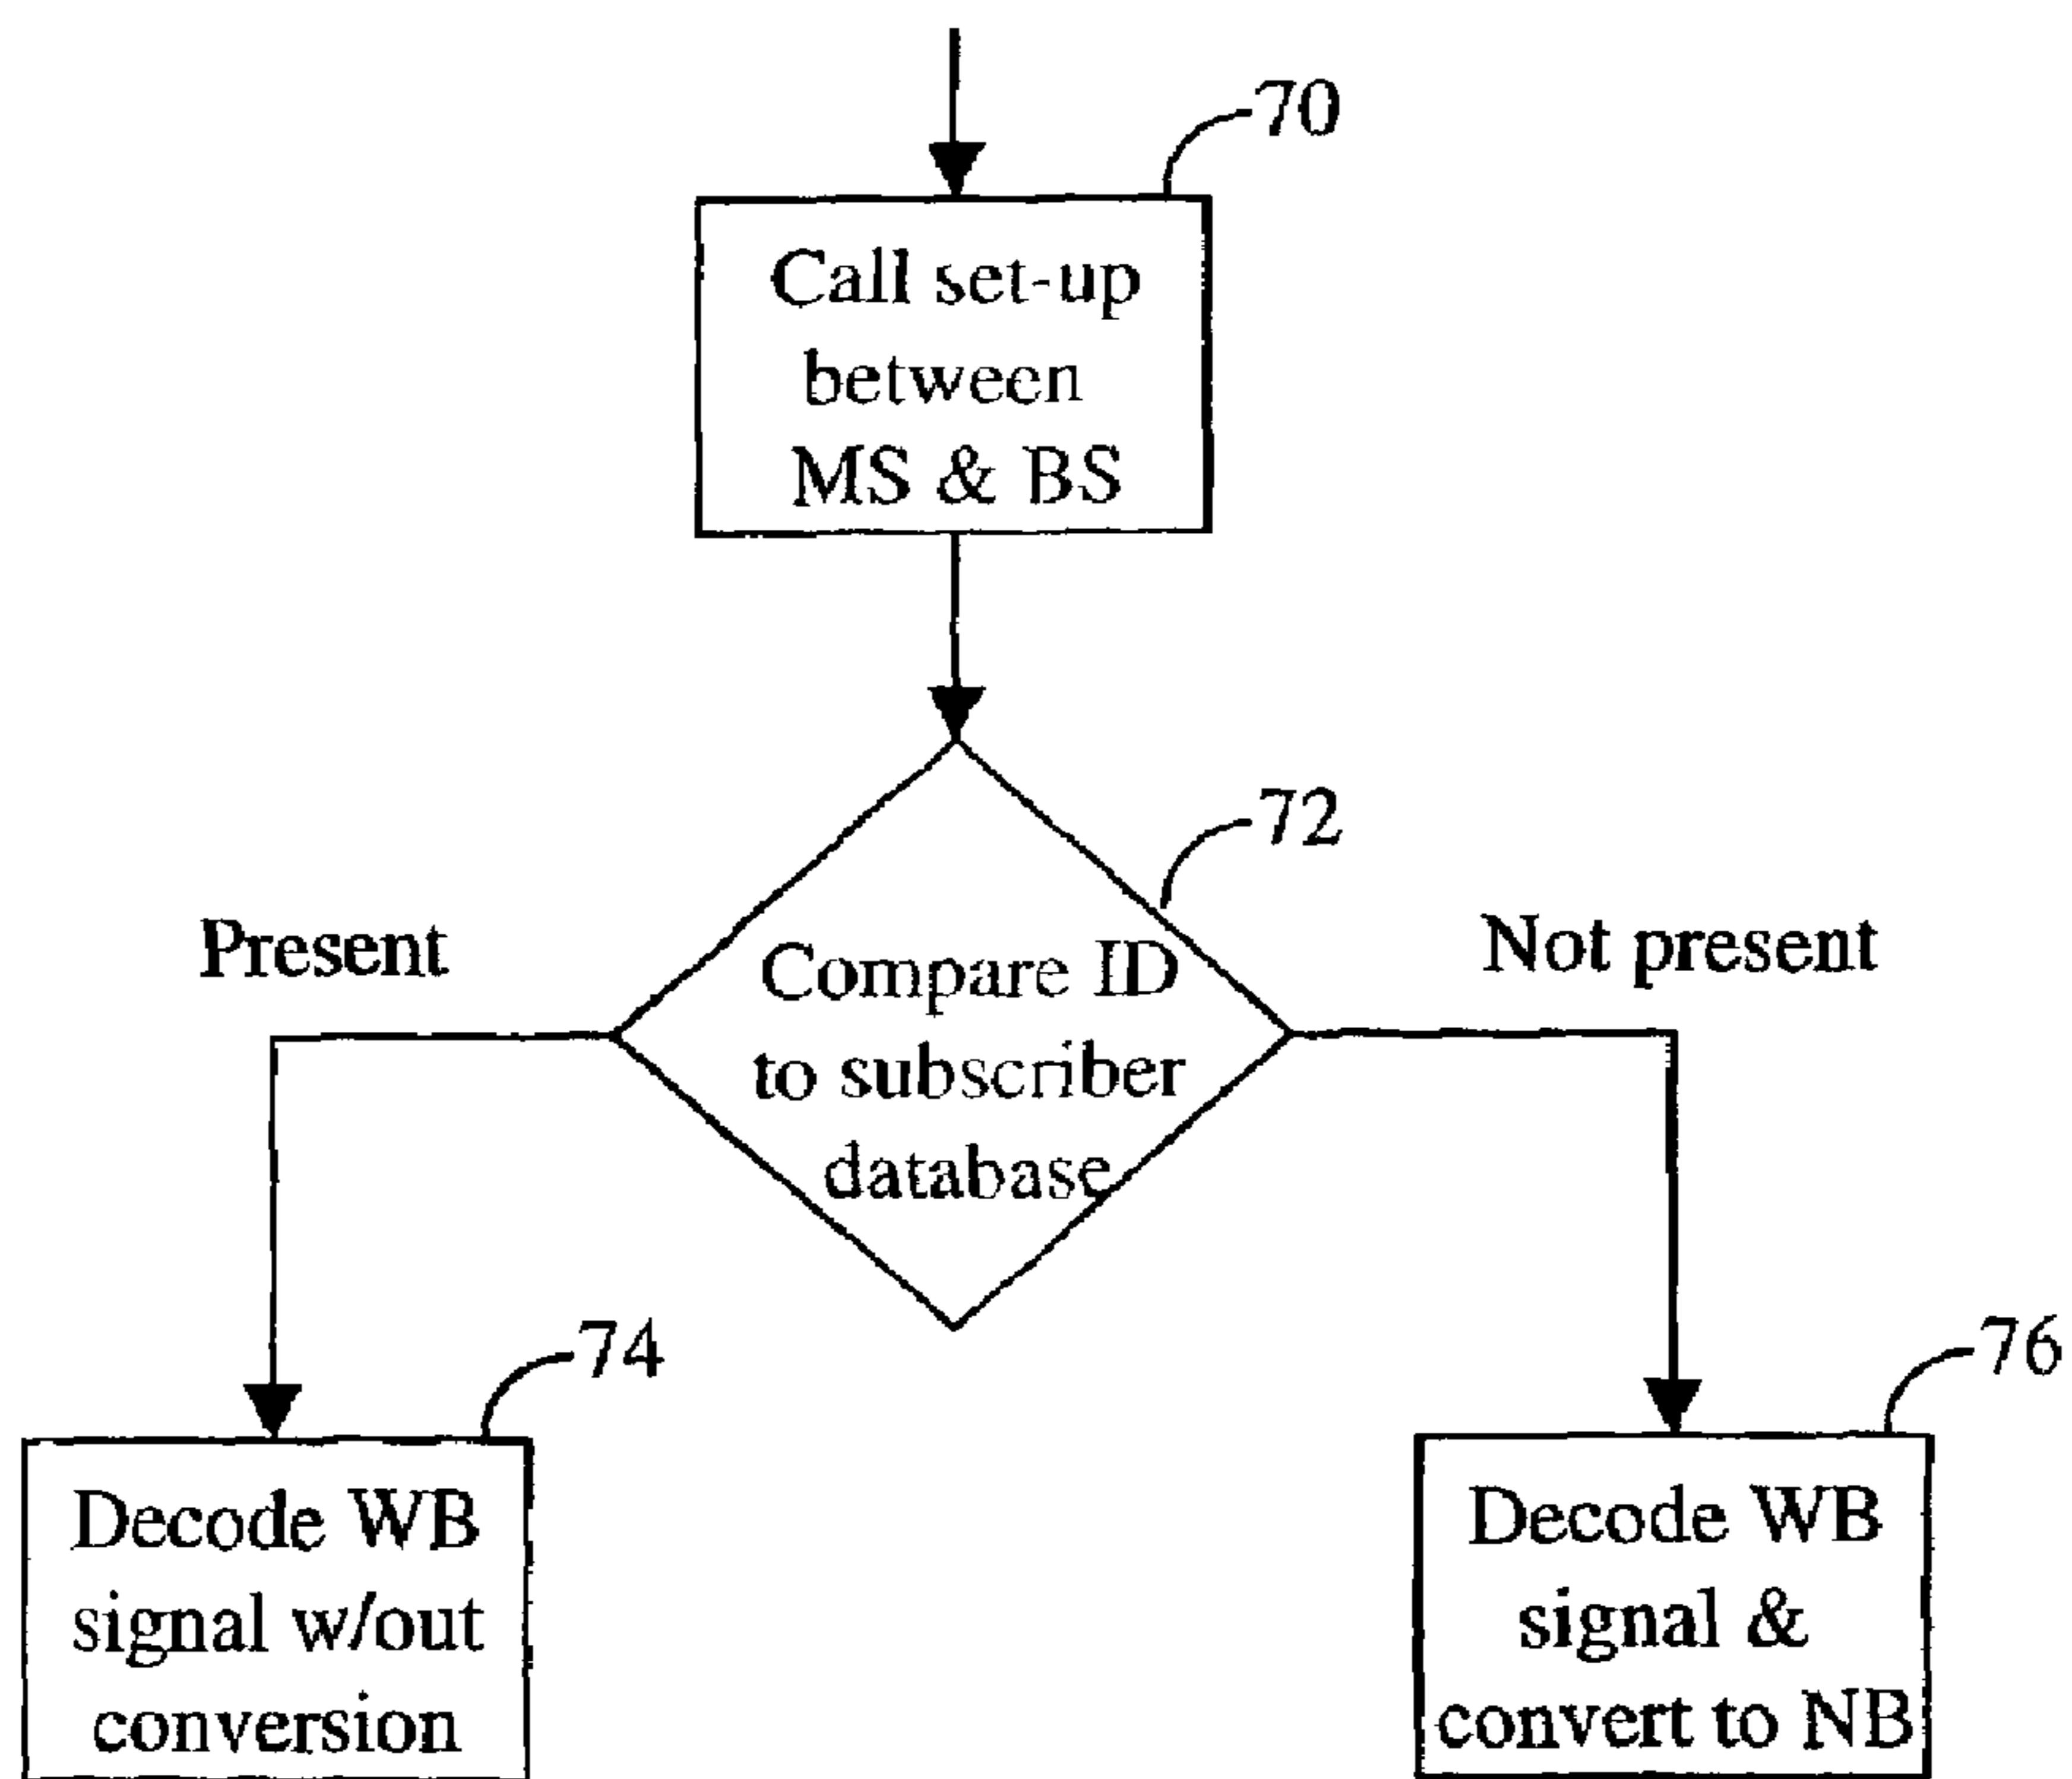 70
Call set-up
between
MS & BS
72
Present
Not present
Compare ID
to subscriber
database
74
76
Decode WB
signal w/out
conversion
Decode WB
signal &
convert to NB